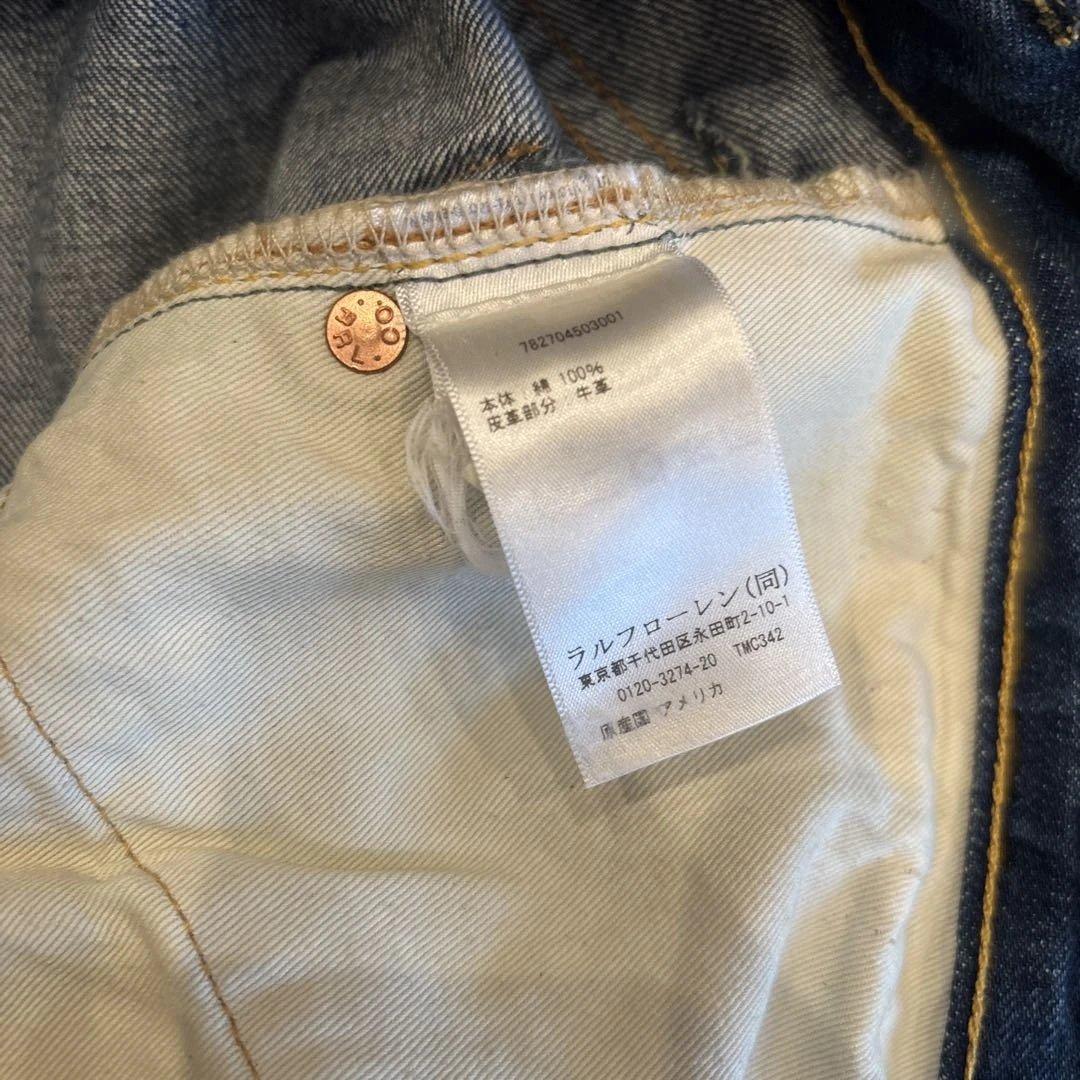 RRL
CO.
782704503001
本体 綿 100%
皮革部分 牛革
ラルフローレン(同)
東京都千代田区永田町2-10-1
0120-3274-20 TMC342
原産国 アメリカ